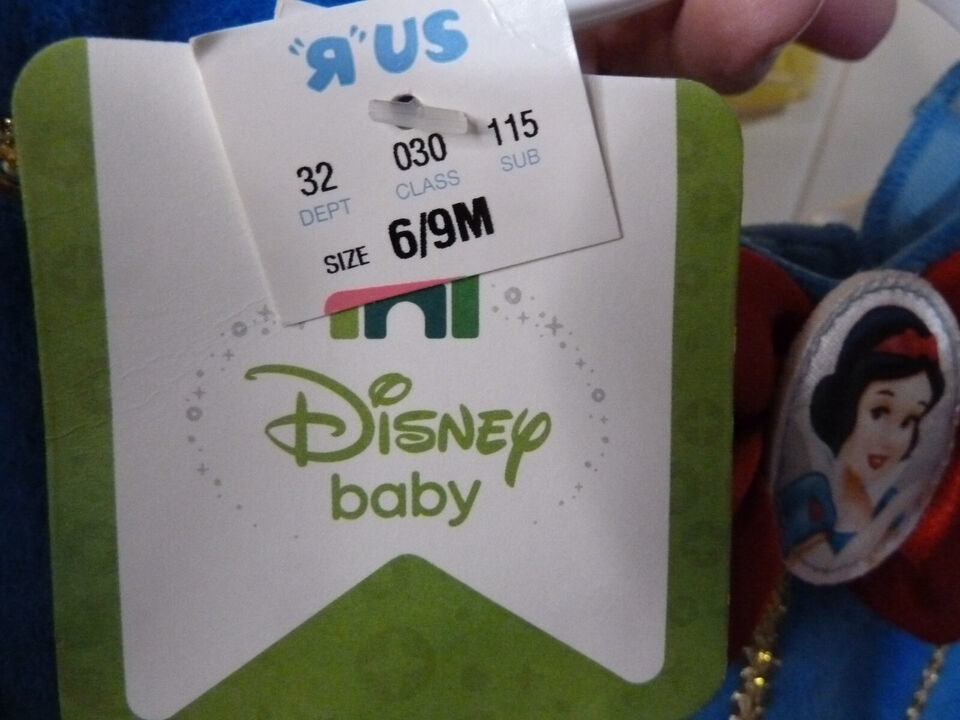 "R" US
32 030 115
DEPT CLASS SUB
SIZE 6/9M
Disney
baby